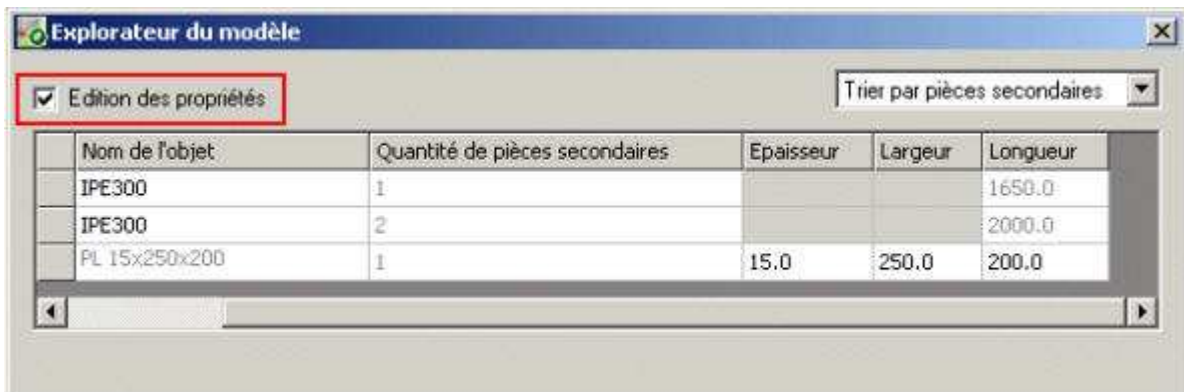 Explorateur du modèle
Edition des propriétés
Trier par pièces secondaires
Nom de l'objet Quantité de pièces secondaires Epaisseur Largeur Longueur
IPE300 1 1650.0
IPE300 2 2000.0
PL 15x250x200 1 15.0 250.0 200.0